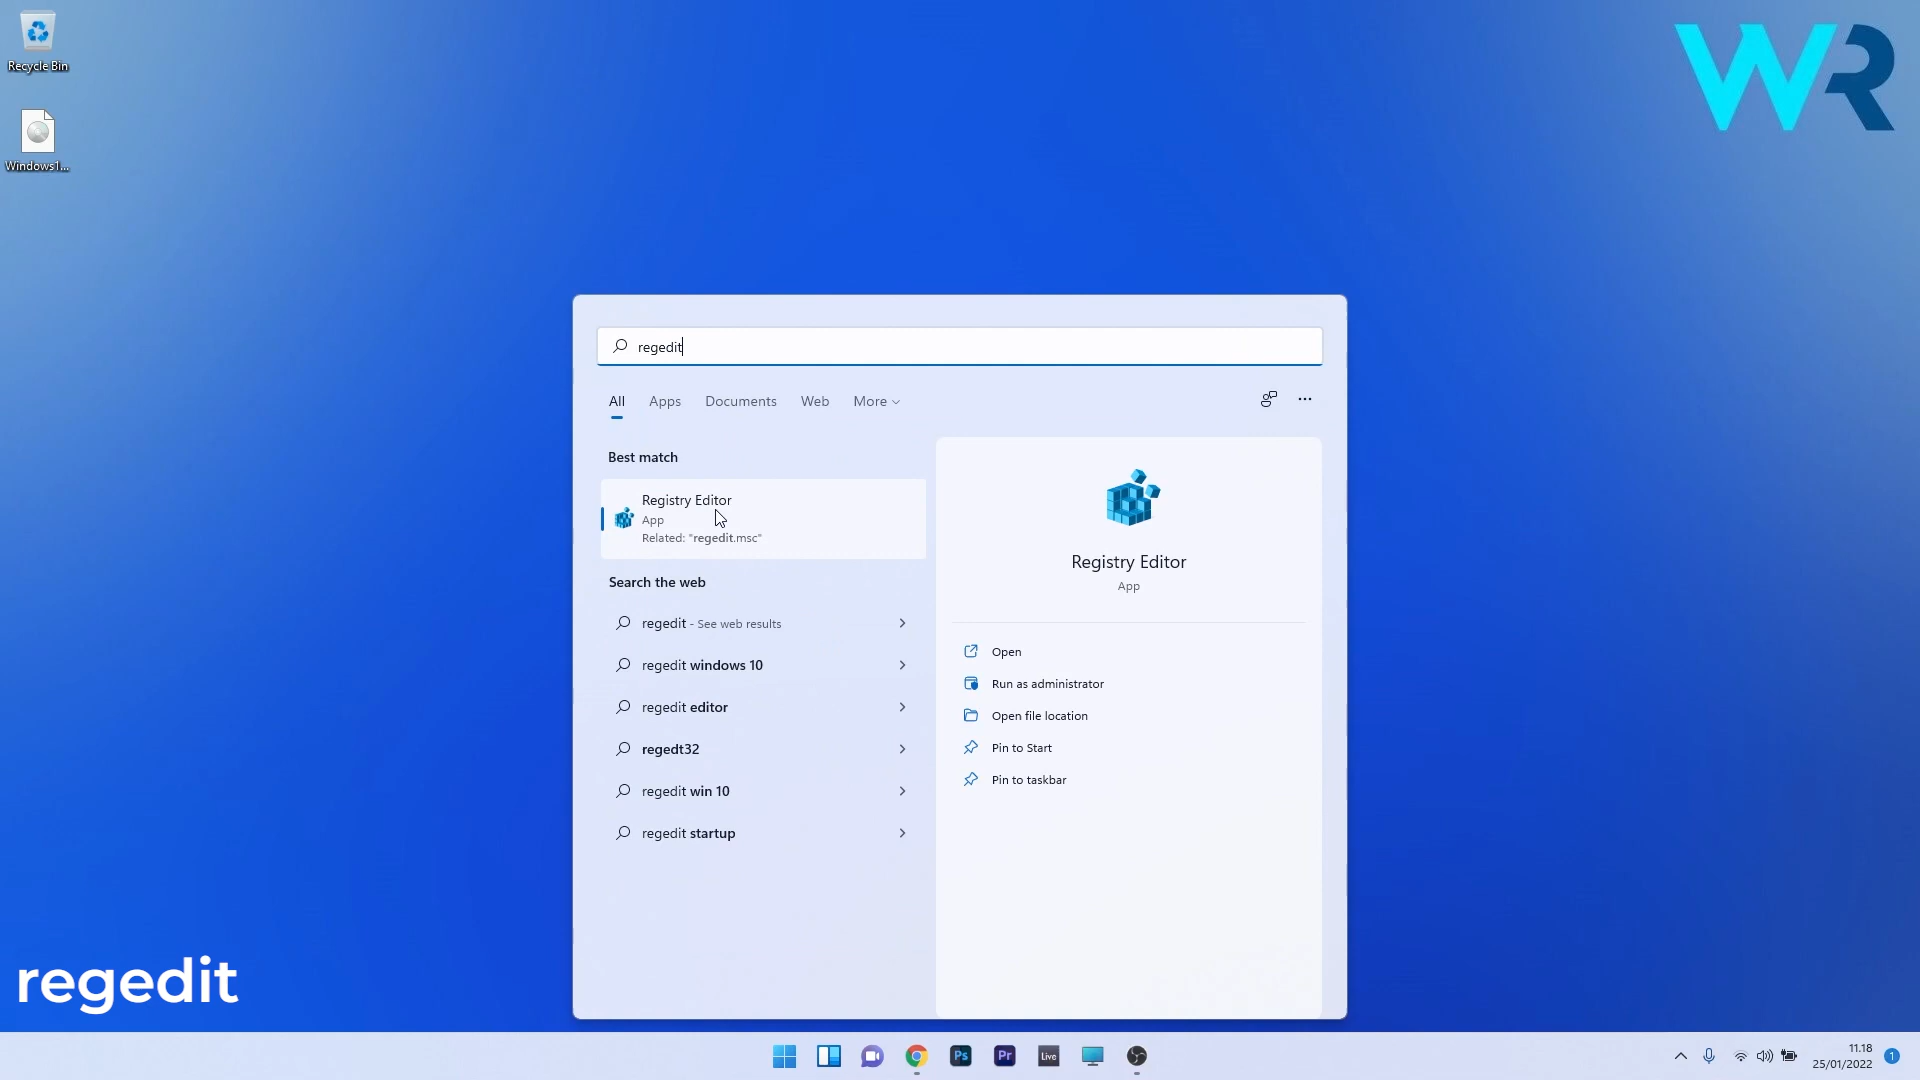 Recycle Bin
Windows1...
WR
regedit
All
Apps
Documents
Web
More
Best match
Registry Editor
App
Related: "regedit.msc"
Search the web
regedit - See web results
regedit windows 10
regedit editor
regedt32
regedit win 10
regedit startup
Registry Editor
App
Open
Run as administrator
Open file location
Pin to Start
Pin to taskbar
regedit
Ps
Pr
Live
11.18
25/01/2022
1